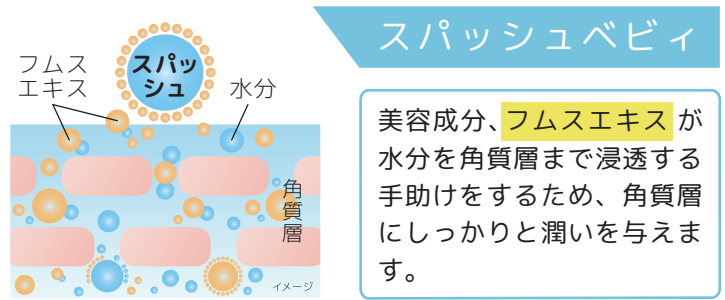 スパッシュベビィ
フムス
エキス
スパッ
シュ
水分
角質層
イメージ
美容成分、フムスエキスが
水分を角質層まで浸透する
手助けをするため、角質層
にしっかりと潤いを与えま
す。